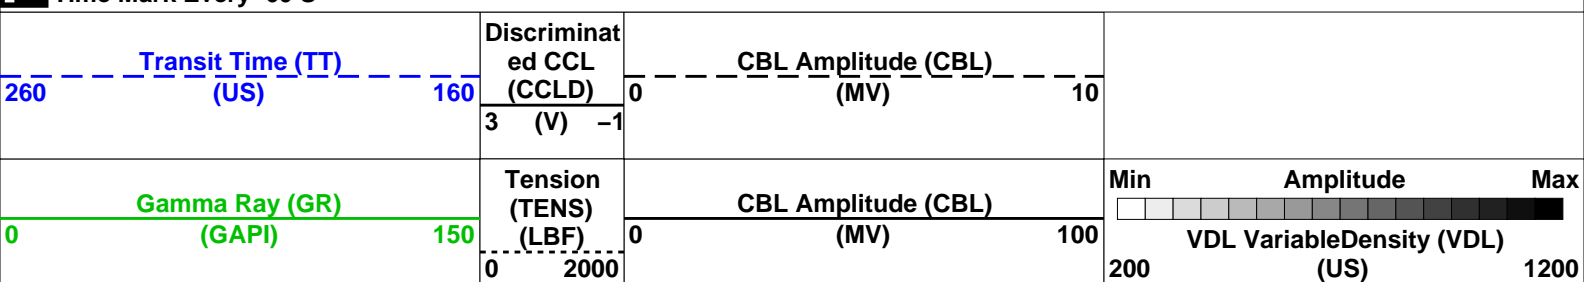 Transit Time (TT)
260 (US) 160
Discriminat
ed CCL
(CCLD)
3 (V) −1
CBL Amplitude (CBL)
0 (MV) 10
Gamma Ray (GR)
0 (GAPI) 150
Tension
(TENS)
(LBF)
0 2000
CBL Amplitude (CBL)
0 (MV) 100
Min Amplitude Max
VDL VariableDensity (VDL)
200 (US) 1200